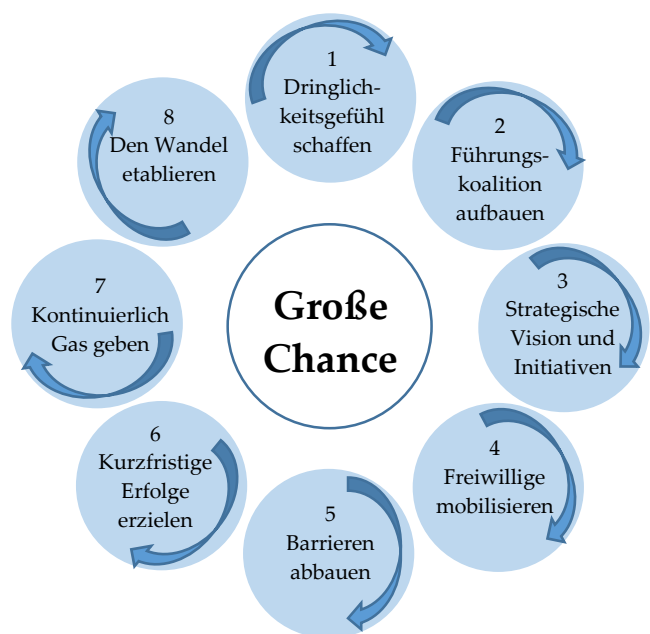 1
Dringlich-
keitsgefühl
schaffen
2
Führungs-
koalition
aufbauen
3
Strategische
Vision und
Initiativen
4
Freiwillige
mobilisieren
5
Barrieren
abbauen
6
Kurzfristige
Erfolge
erzielen
7
Kontinuierlich
Gas geben
8
Den Wandel
etablieren
Große
Chance